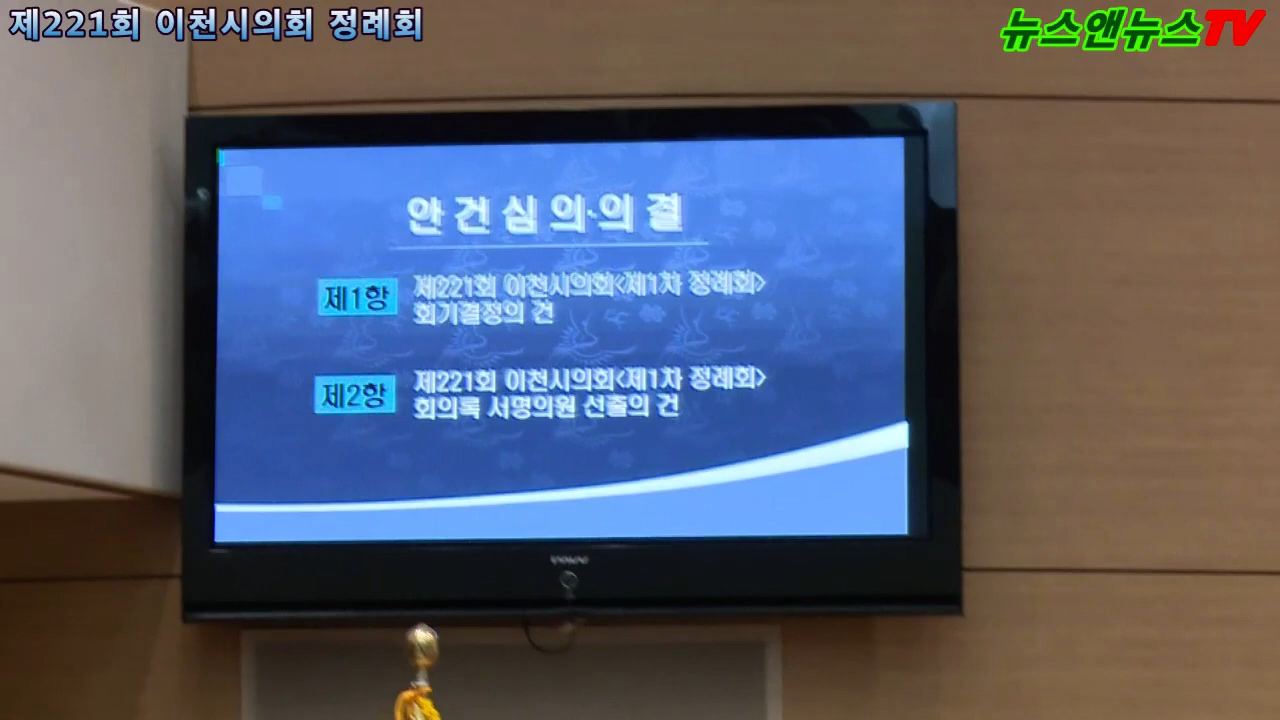 제221회 이천시의회 정례회
뉴스앤뉴스TV
안건심의·의결
제1항
제221회 이천시의회<제1차 정례회>
회기결정의 건
제2항
제221회 이천시의회<제1차 정례회>
회의록 서명의원 선출의 건